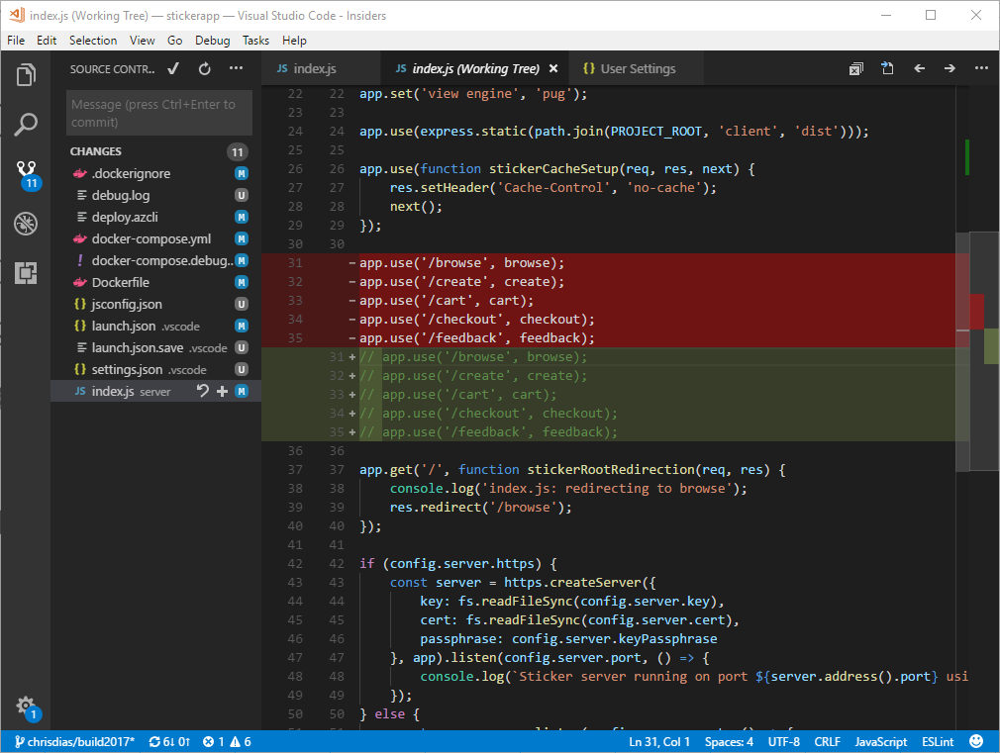 index.js (Working Tree) — stickerapp — Visual Studio Code - Insiders
File Edit Selection View Go Debug Tasks Help
SOURCE CONTR..
Message (press Ctrl+Enter to
commit)
CHANGES 11
11
.dockerignore M
debug.log U
deploy.azcli M
docker-compose.yml M
! docker-compose.debug.. M
Dockerfile M
{} jsconfig.json U
{} launch.json .vscode M
launch.json.save .vscode U
{} settings.json .vscode U
JS index.js server M
1
JS index.js JS index.js (Working Tree) × {} User Settings
22 22 app.set('view engine', 'pug');
23 23
24 24 app.use(express.static(path.join(PROJECT_ROOT, 'client', 'dist')));
25 25
26 26 app.use(function stickerCacheSetup(req, res, next) {
27 27 res.setHeader('Cache-Control', 'no-cache');
28 28 next();
29 29 });
30 30
31 - app.use('/browse', browse);
32 - app.use('/create', create);
33 - app.use('/cart', cart);
34 - app.use('/checkout', checkout);
35 - app.use('/feedback', feedback);
31 + // app.use('/browse', browse);
32 + // app.use('/create', create);
33 + // app.use('/cart', cart);
34 + // app.use('/checkout', checkout);
35 + // app.use('/feedback', feedback);
36 36
37 37 app.get('/', function stickerRootRedirection(req, res) {
38 38 console.log('index.js: redirecting to browse');
39 39 res.redirect('/browse');
40 40 });
41 41
42 42 if (config.server.https) {
43 43 const server = https.createServer({
44 44 key: fs.readFileSync(config.server.key),
45 45 cert: fs.readFileSync(config.server.cert),
46 46 passphrase: config.server.keyPassphrase
47 47 }, app).listen(config.server.port, () => {
48 48 console.log(`Sticker server running on port ${server.address().port} usi
49 49 });
50 50 } else {
chrisdias/build2017* 6↓ 0↑ 1 6 Ln 31, Col 1 Spaces: 4 UTF-8 CRLF JavaScript ESLint